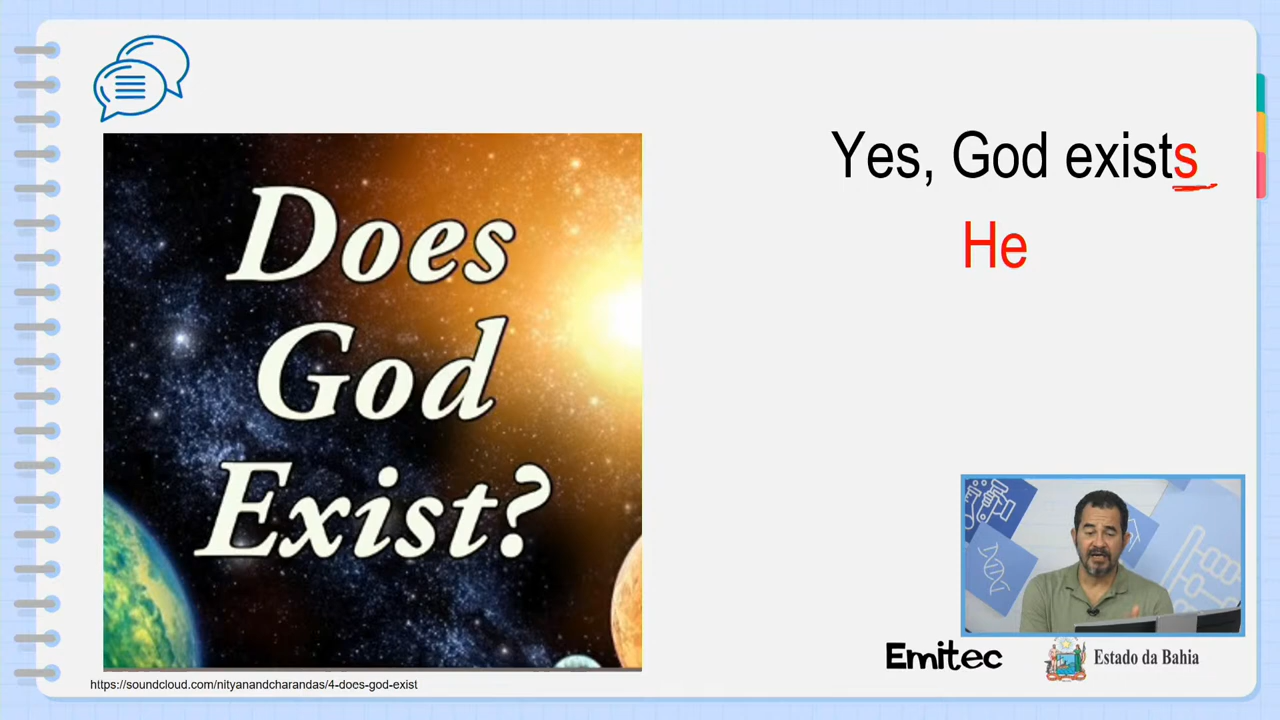 Does
God
Exist?
Yes, God exists
He
https://soundcloud.com/nityanandcharandas/4-does-god-exist
Emitec
Estado da Bahia